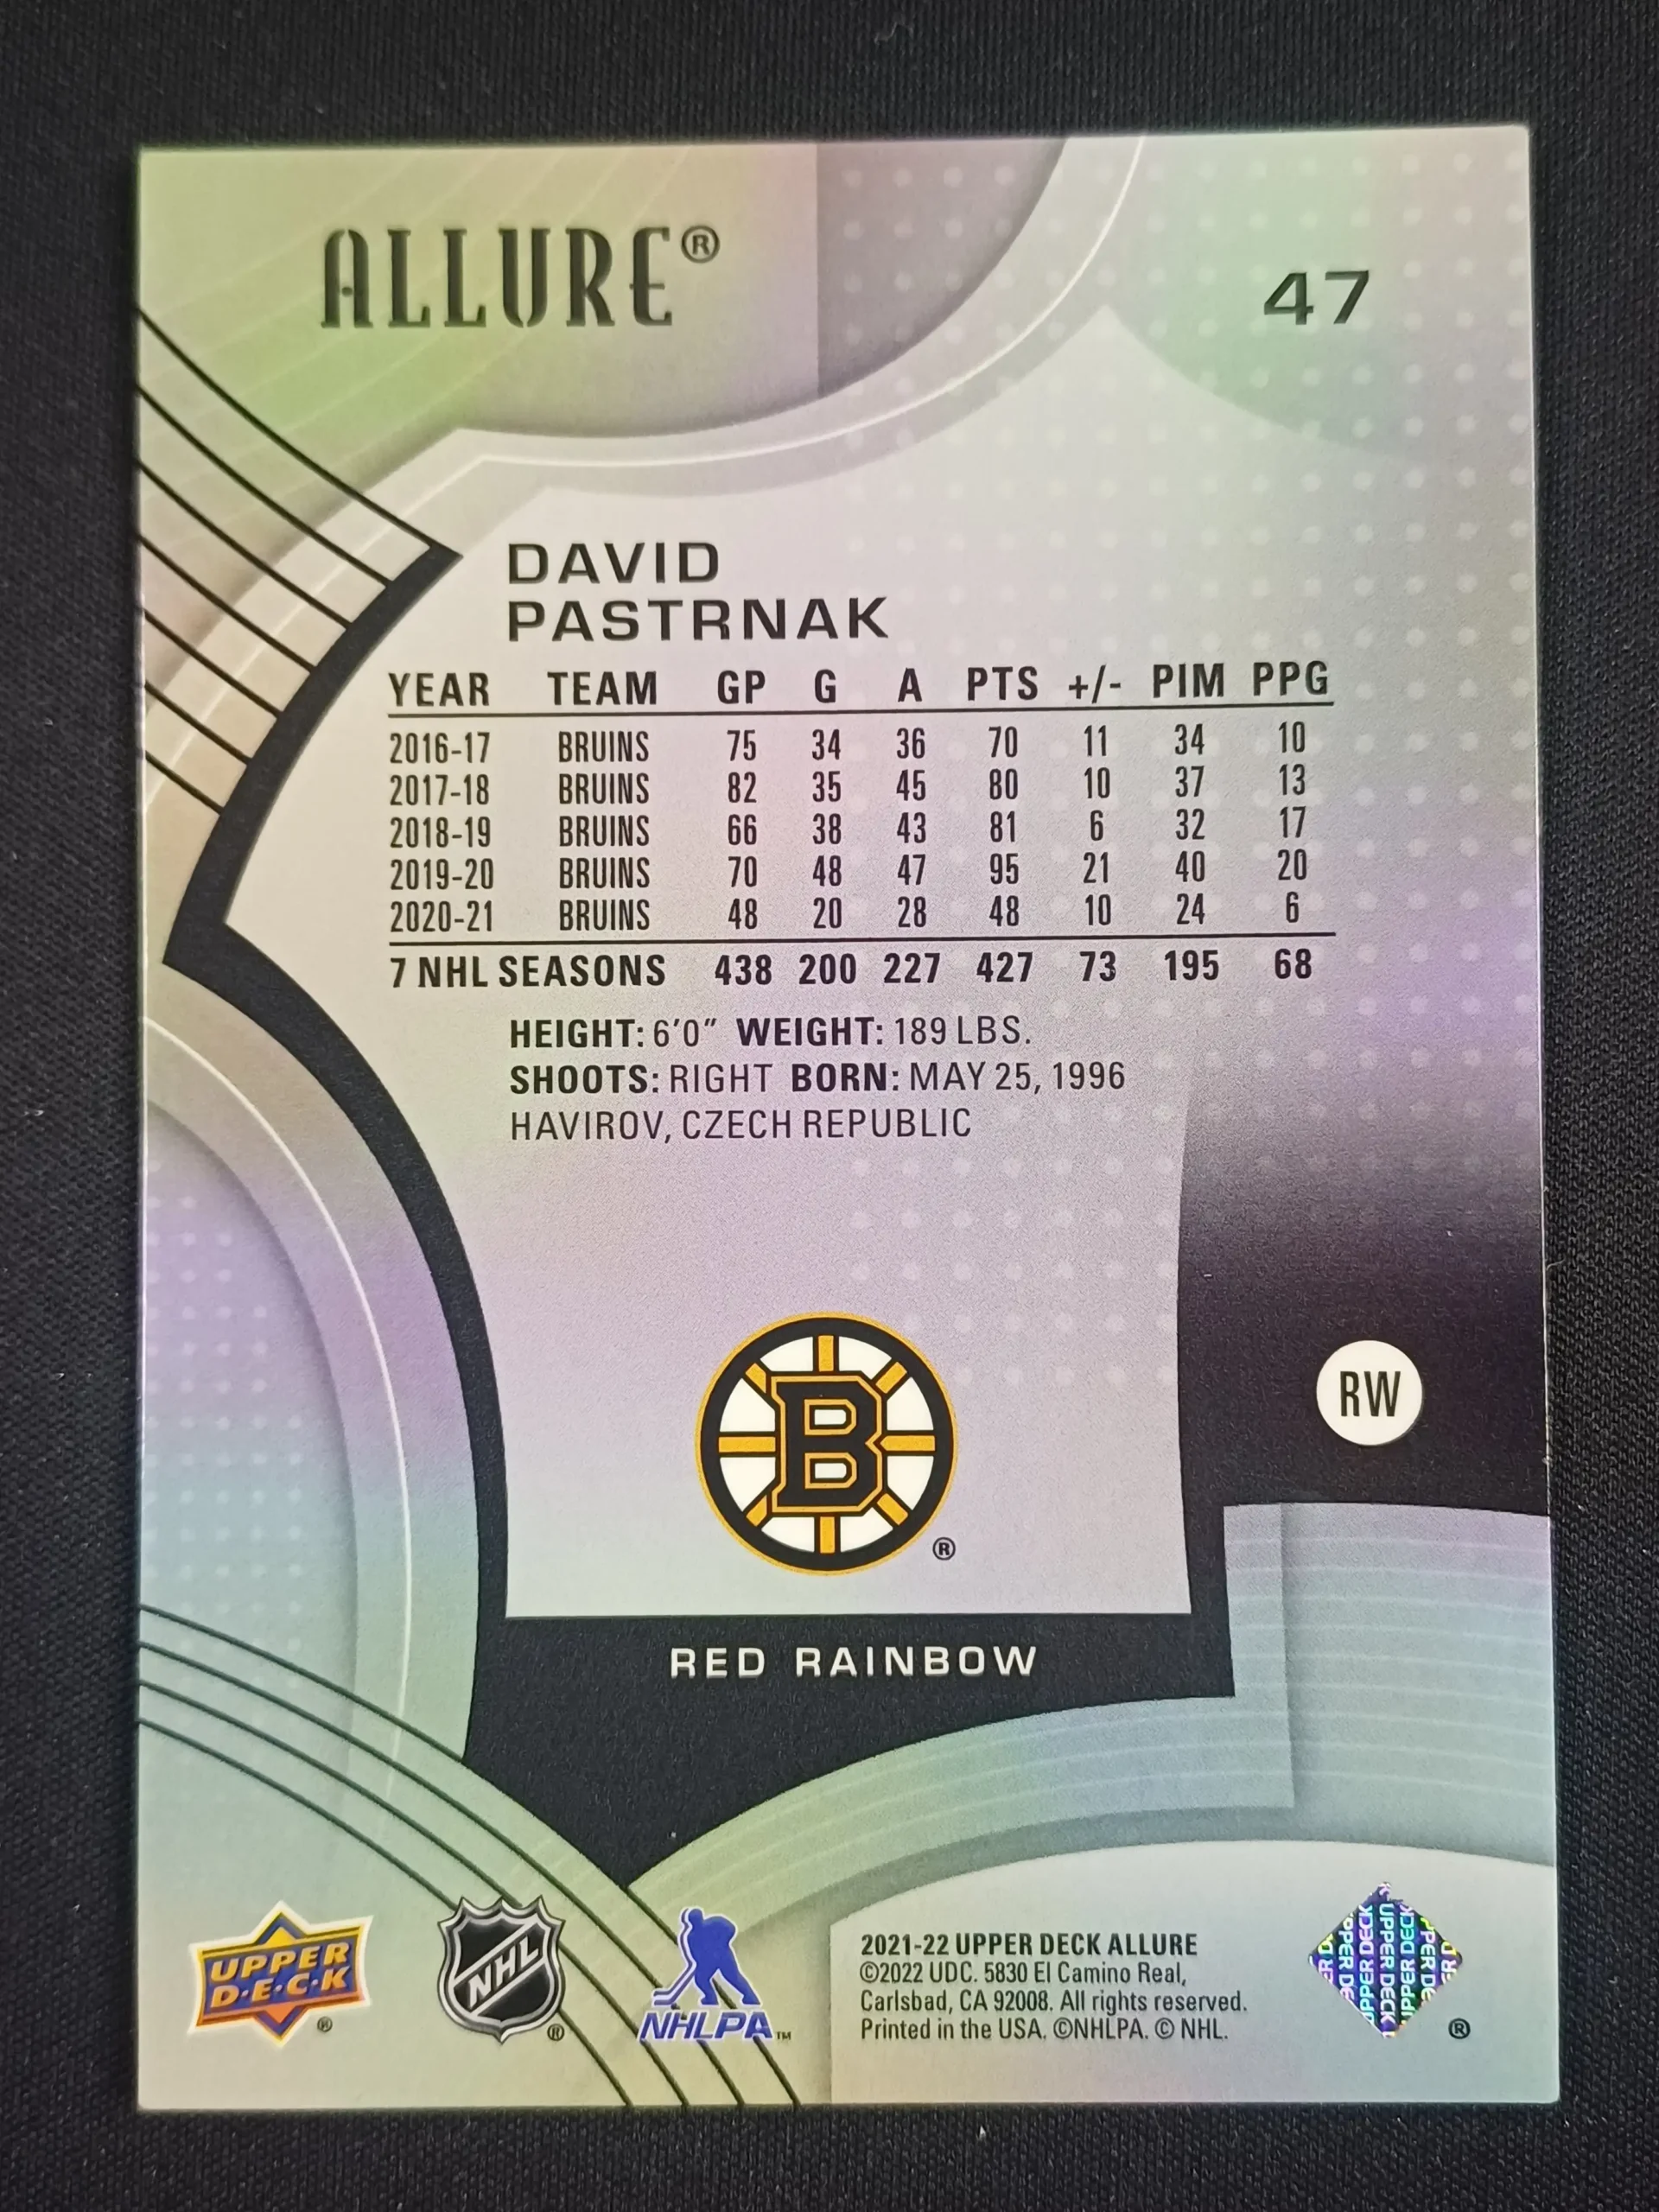 ALLURE®
47
DAVID
PASTRNAK
YEAR TEAM GP G A PTS +/- PIM PPG
2016-17 BRUINS 75 34 36 70 11 34 10
2017-18 BRUINS 82 35 45 80 10 37 13
2018-19 BRUINS 66 38 43 81 6 32 17
2019-20 BRUINS 70 48 47 95 21 40 20
2020-21 BRUINS 48 20 28 48 10 24 6
7 NHL SEASONS 438 200 227 427 73 195 68
HEIGHT: 6'0" WEIGHT: 189 LBS.
SHOOTS: RIGHT BORN: MAY 25, 1996
HAVIROV, CZECH REPUBLIC
B
®
RW
RED RAINBOW
UPPER
D·E·C·K
®
NHL
®
NHLPA™
2021-22 UPPER DECK ALLURE
©2022 UDC. 5830 El Camino Real,
Carlsbad, CA 92008. All rights reserved.
Printed in the USA. ©NHLPA. © NHL.
UPPER DECK
®